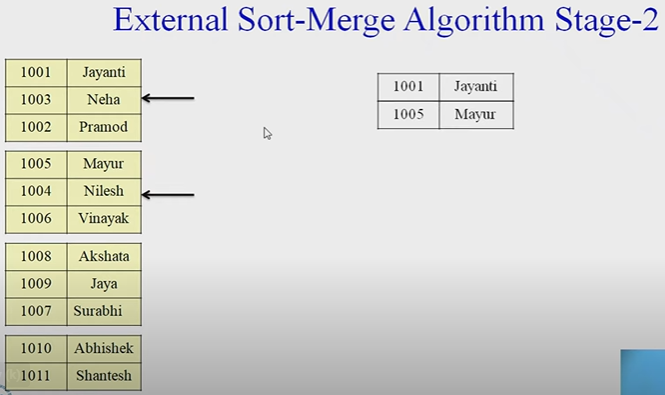 External Sort-Merge Algorithm Stage-2
1001 Jayanti
1003 Neha
1002 Pramod
1005 Mayur
1004 Nilesh
1006 Vinayak
1008 Akshata
1009 Jaya
1007 Surabhi
1010 Abhishek
1011 Shantesh
1001 Jayanti
1005 Mayur